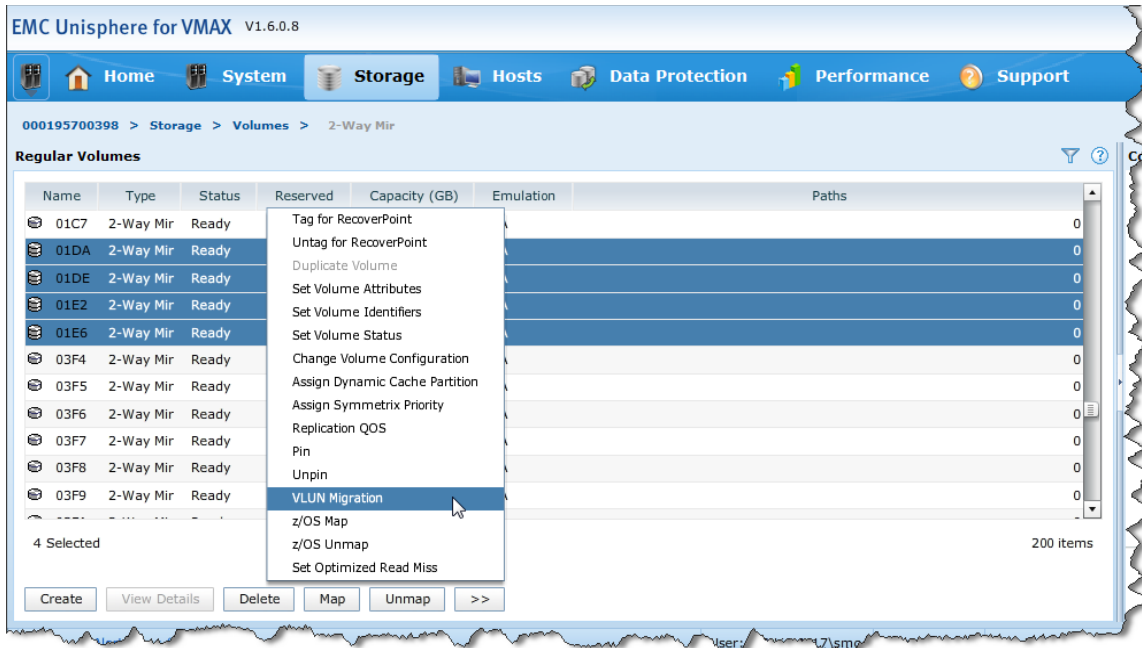 EMC Unisphere for VMAX V1.6.0.8
Home System Storage Hosts Data Protection Performance Support
000195700398 > Storage > Volumes > 2-Way Mir
Regular Volumes
Name Type Status Reserved Capacity (GB) Emulation Paths
01C7 2-Way Mir Ready 0
01DA 2-Way Mir Ready 0
01DE 2-Way Mir Ready 0
01E2 2-Way Mir Ready 0
01E6 2-Way Mir Ready 0
03F4 2-Way Mir Ready 0
03F5 2-Way Mir Ready 0
03F6 2-Way Mir Ready 0
03F7 2-Way Mir Ready 0
03F8 2-Way Mir Ready 0
03F9 2-Way Mir Ready 0
Tag for RecoverPoint
Untag for RecoverPoint
Duplicate Volume
Set Volume Attributes
Set Volume Identifiers
Set Volume Status
Change Volume Configuration
Assign Dynamic Cache Partition
Assign Symmetrix Priority
Replication QOS
Pin
Unpin
VLUN Migration
z/OS Map
z/OS Unmap
Set Optimized Read Miss
4 Selected 200 items
Create View Details Delete Map Unmap >>